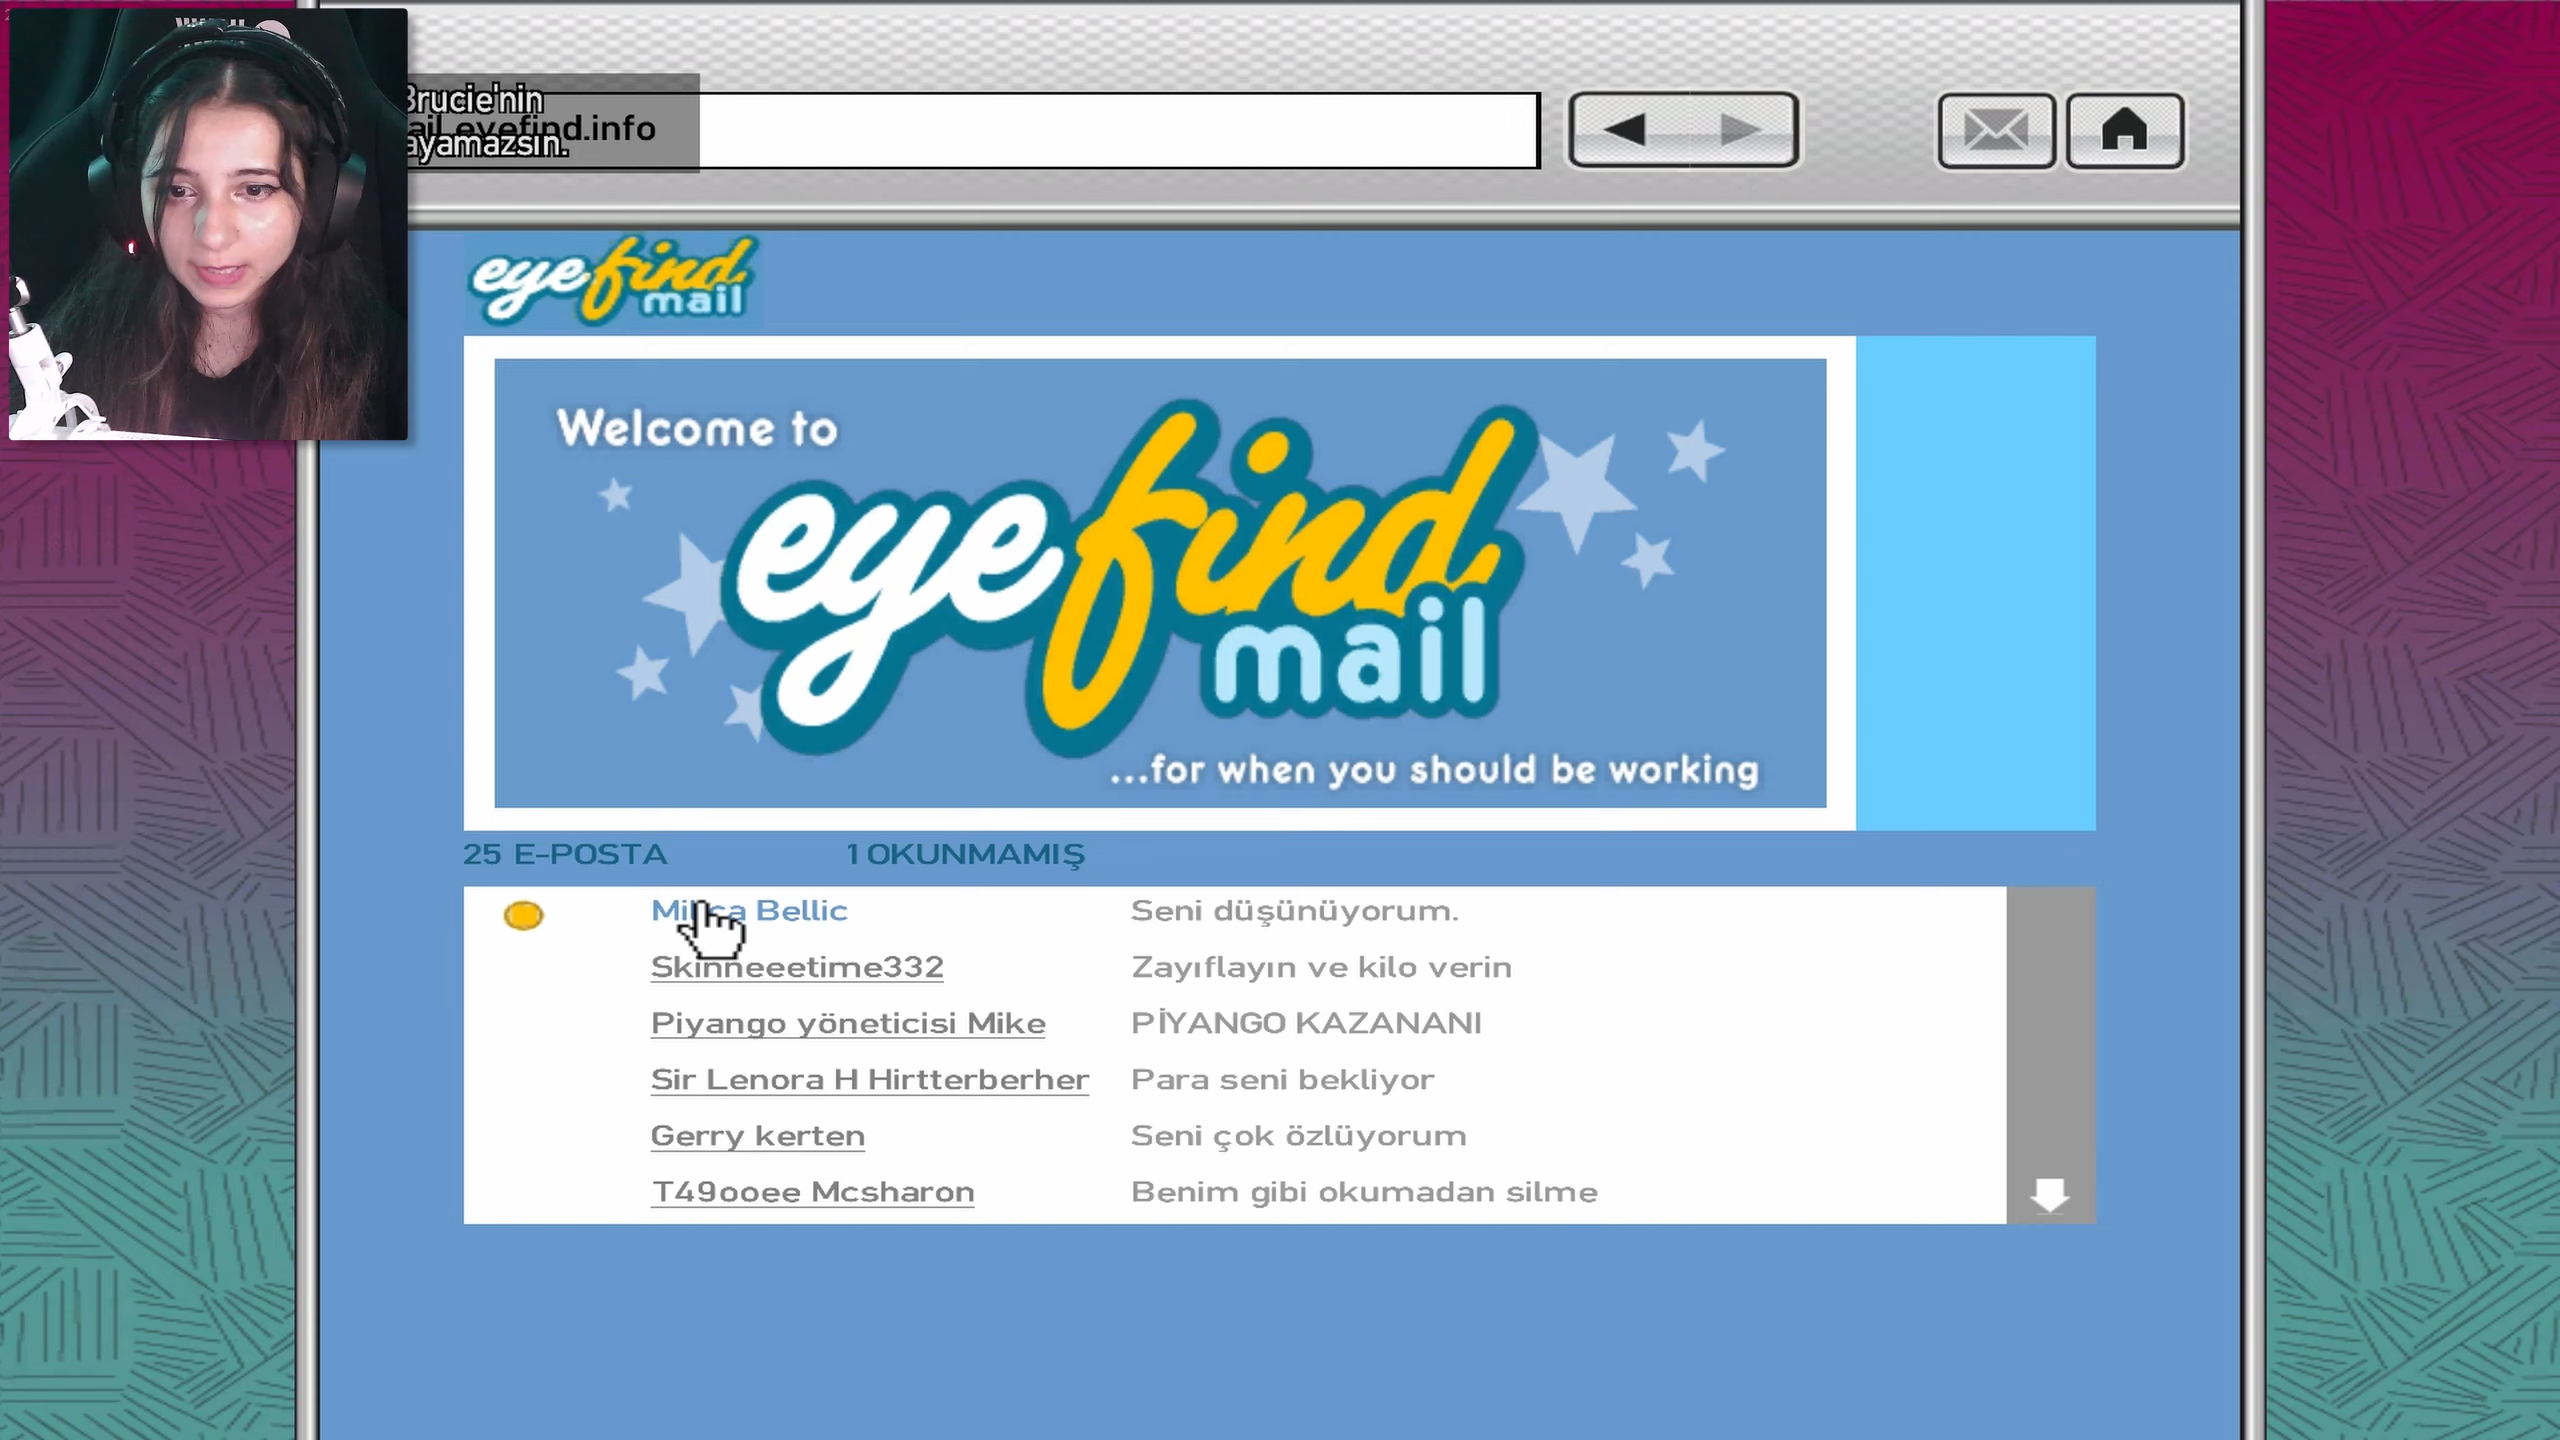 Brucie'nin
ail.eyefind.info
ayamazsın.
eyefind
mail
Welcome to
eyefind
mail
...for when you should be working
25 E-POSTA 1 OKUNMAMIŞ
Milica Bellic Seni düşünüyorum.
Skinneeetime332 Zayıflayın ve kilo verin
Piyango yöneticisi Mike PİYANGO KAZANANI
Sir Lenora H Hirtterberher Para seni bekliyor
Gerry kerten Seni çok özlüyorum
T49ooee Mcsharon Benim gibi okumadan silme